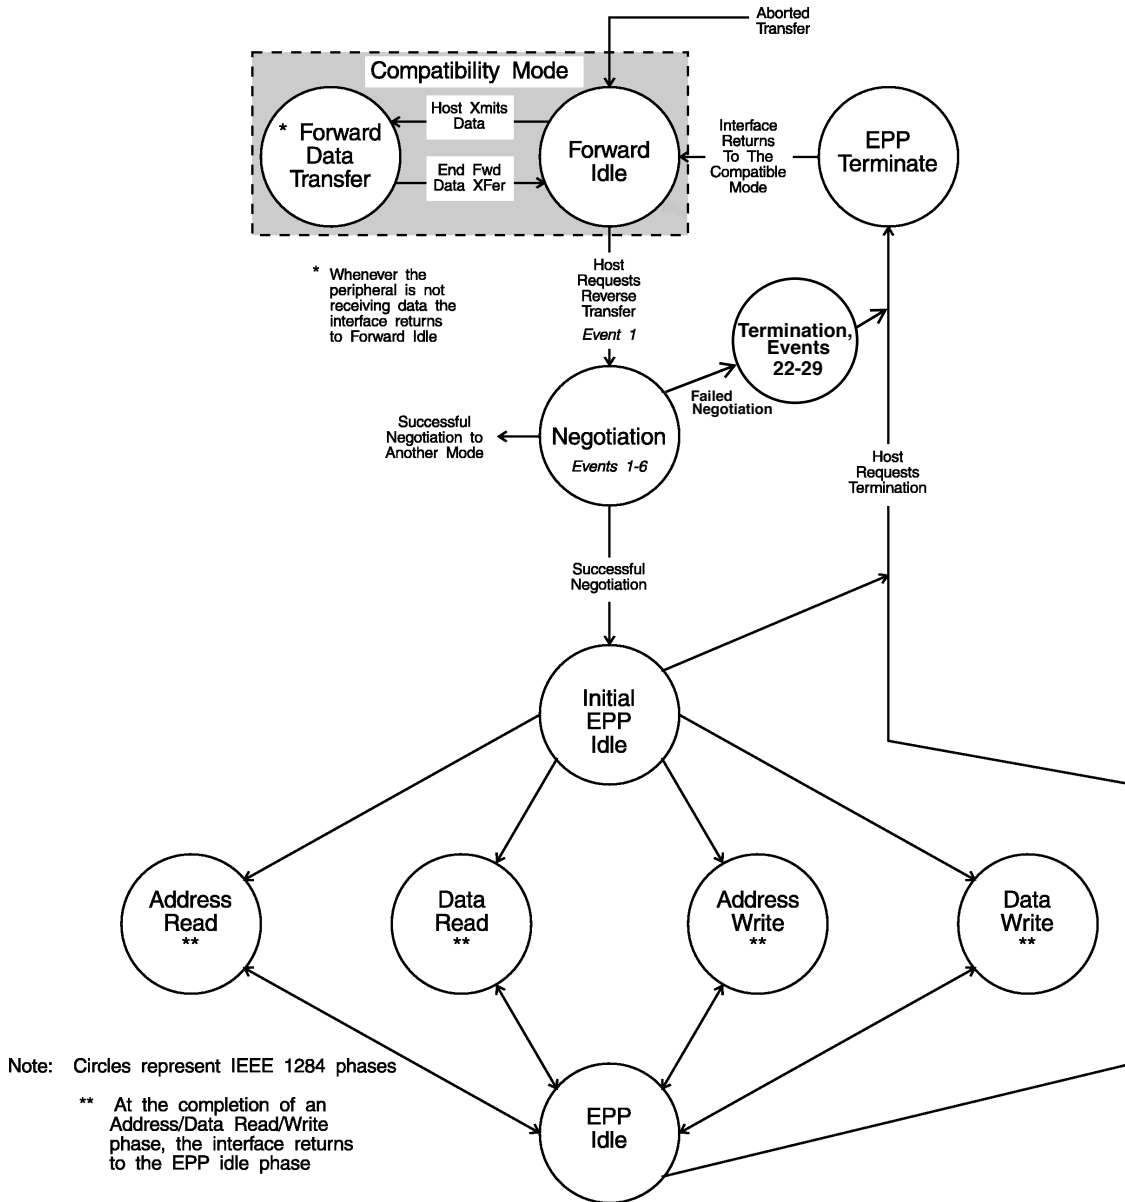 Aborted
Transfer
Compatibility Mode
* Forward
Data
Transfer
Host Xmits
Data
End Fwd
Data XFer
Forward
Idle
Interface
Returns
To The
Compatible
Mode
EPP
Terminate
* Whenever the
peripheral is not
receiving data the
interface returns
to Forward Idle
Host
Requests
Reverse
Transfer
Event 1
Termination,
Events
22-29
Failed
Negotiation
Successful
Negotiation to
Another Mode
Negotiation
Events 1-6
Host
Requests
Termination
Successful
Negotiation
Initial
EPP
Idle
Address
Read
**
Data
Read
**
Address
Write
**
Data
Write
**
Note: Circles represent IEEE 1284 phases
** At the completion of an
Address/Data Read/Write
phase, the interface returns
to the EPP idle phase
EPP
Idle